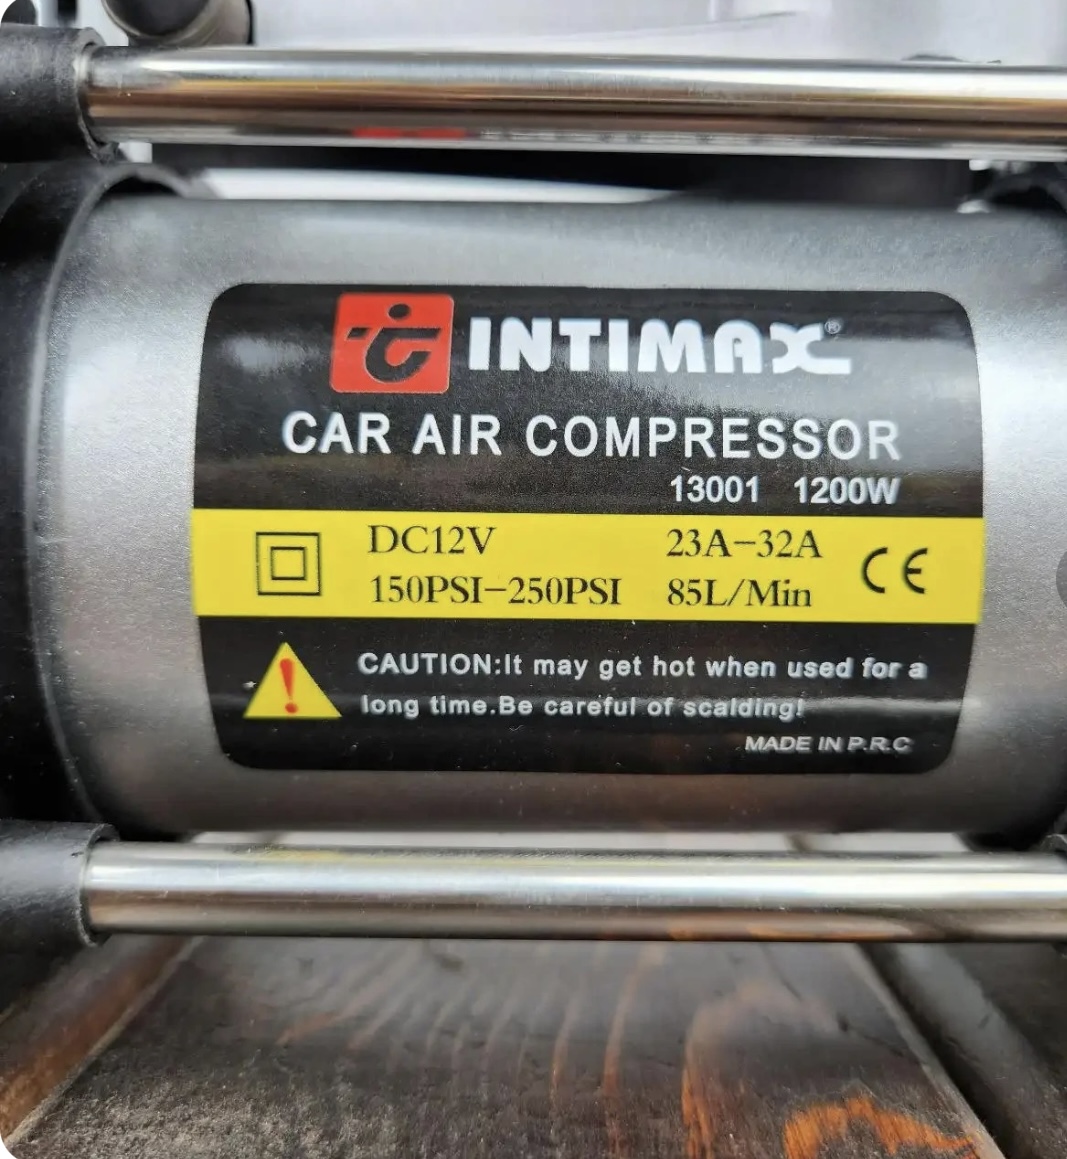 INTIMAX®
CAR AIR COMPRESSOR
13001 1200W
DC12V 23A-32A
150PSI-250PSI 85L/Min
CE
CAUTION:It may get hot when used for a
long time.Be careful of scalding!
MADE IN P.R.C